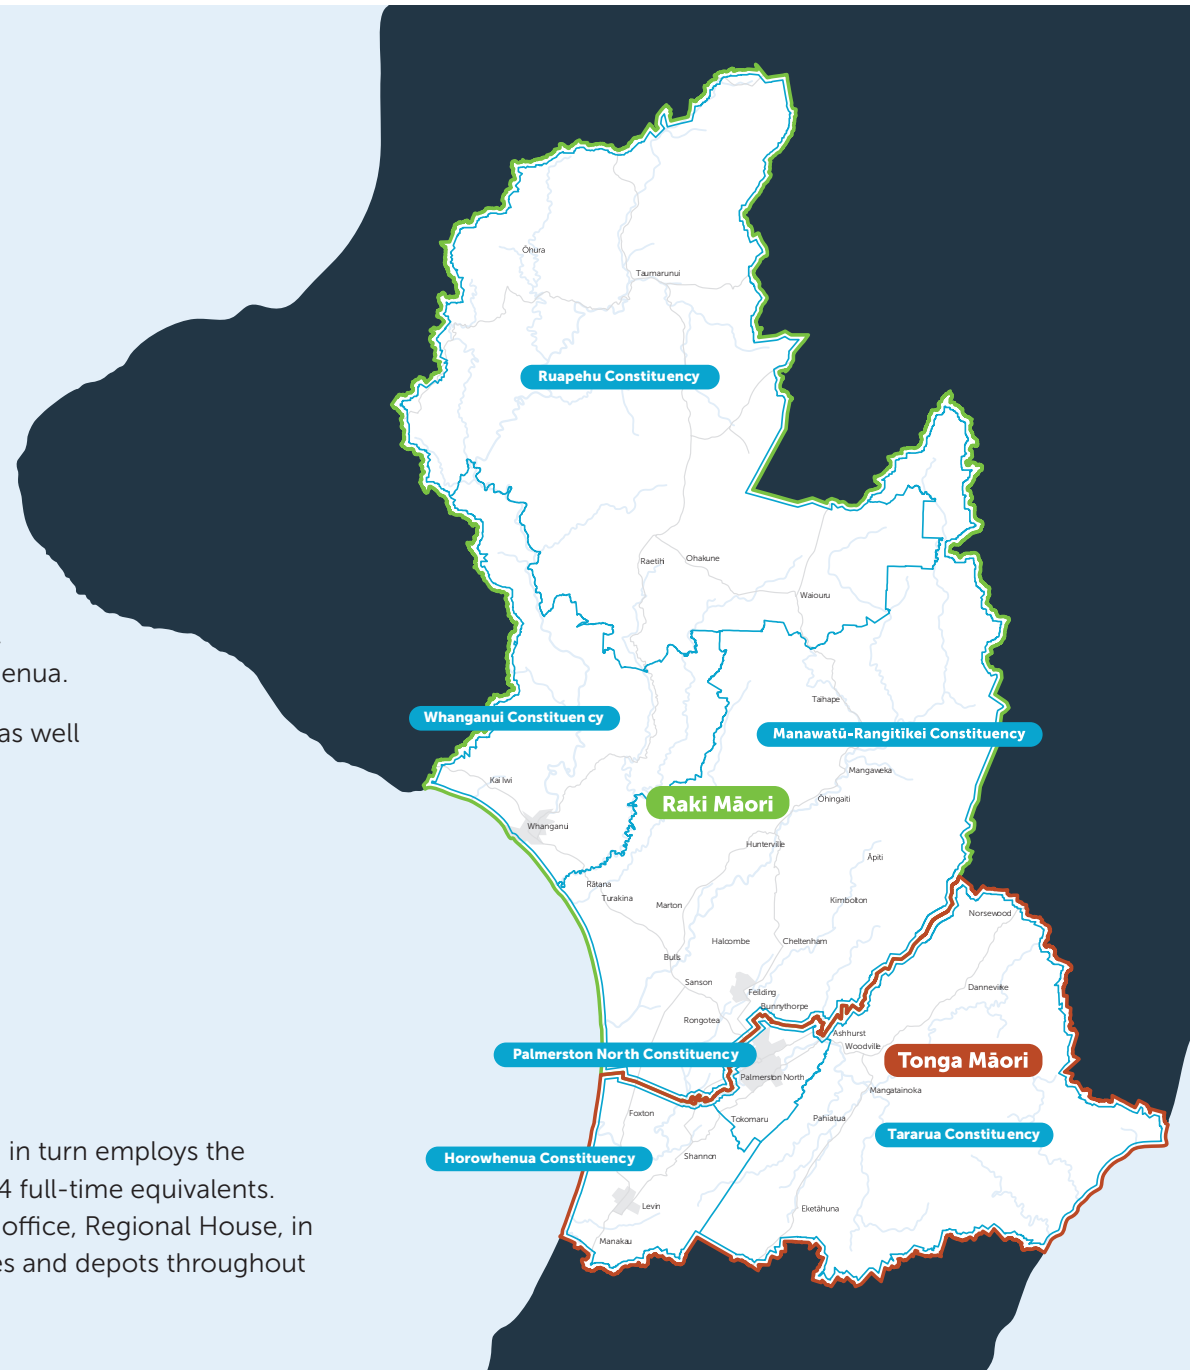 Ōhura
Taumarunui
Ruapehu Constituency
Raetihi
Ohakune
Waiouru
enua.
as well
Taihape
Whanganui Constituency
Manawatū-Rangitīkei Constituency
Mangaweka
Kai Iwi
Raki Māori
Ōhingaiti
Whanganui
Hunterville
Āpiti
Rātana
Turakina
Marton
Kimbolton
Norsewood
Halcombe
Cheltenham
Bulls
Sanson
Feilding
Dannevirke
Bunnythorpe
Rongotea
Ashhurst
Woodville
Palmerston North Constituency
Tonga Māori
Palmerston North
Mangatainoka
Foxton
Tokomaru
Pahiatua
Tararua Constituency
Horowhenua Constituency
Shannon
Levin
Eketāhuna
Manakau
in turn employs the
4 full-time equivalents.
office, Regional House, in
es and depots throughout